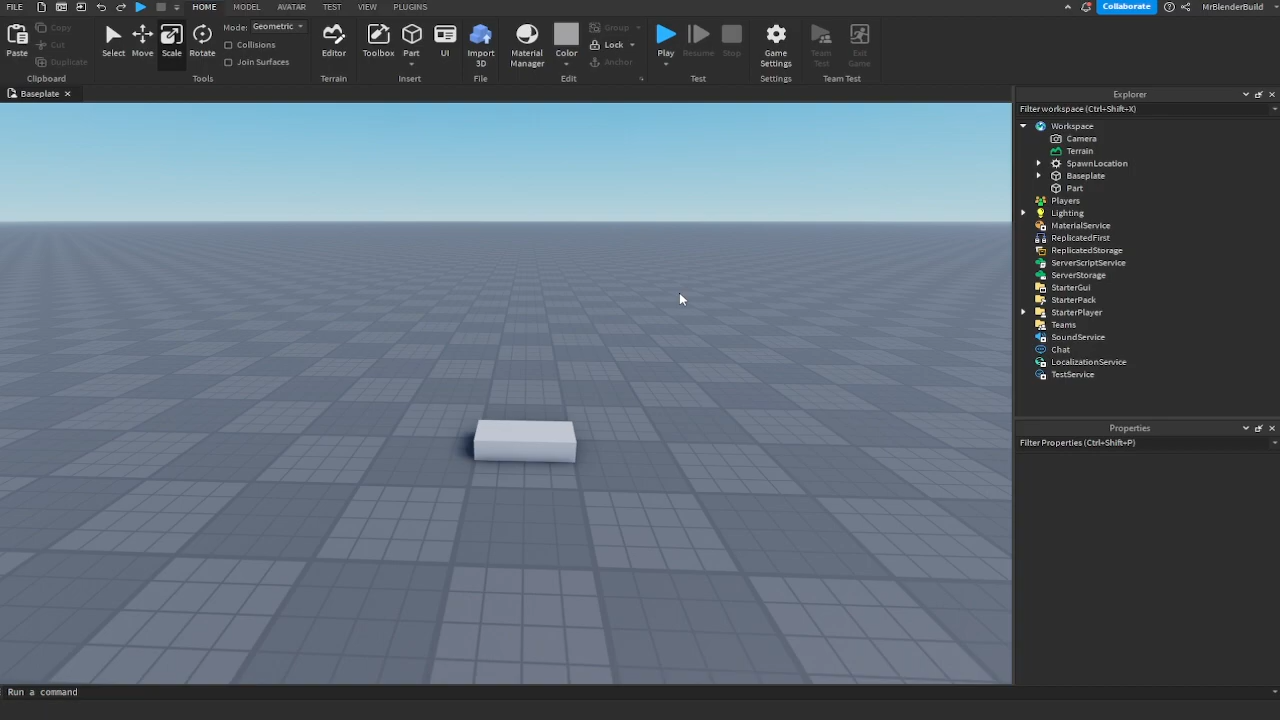 FILE HOME MODEL AVATAR TEST VIEW PLUGINS Collaborate MrBlenderBuild
Paste Copy Cut Duplicate Select Move Scale Rotate Mode: Geometric Collisions Join Surfaces Editor Toolbox Part UI Import 3D Material Manager Color Group Lock Anchor Play Resume Stop Game Settings Team Test Exit Game
Clipboard Tools Terrain Insert File Edit Test Settings Team Test
Baseplate
Explorer
Filter workspace (Ctrl+Shift+X)
Workspace
Camera
Terrain
SpawnLocation
Baseplate
Part
Players
Lighting
MaterialService
ReplicatedFirst
ReplicatedStorage
ServerScriptService
ServerStorage
StarterGui
StarterPack
StarterPlayer
Teams
SoundService
Chat
LocalizationService
TestService
Properties
Filter Properties (Ctrl+Shift+P)
Run a command